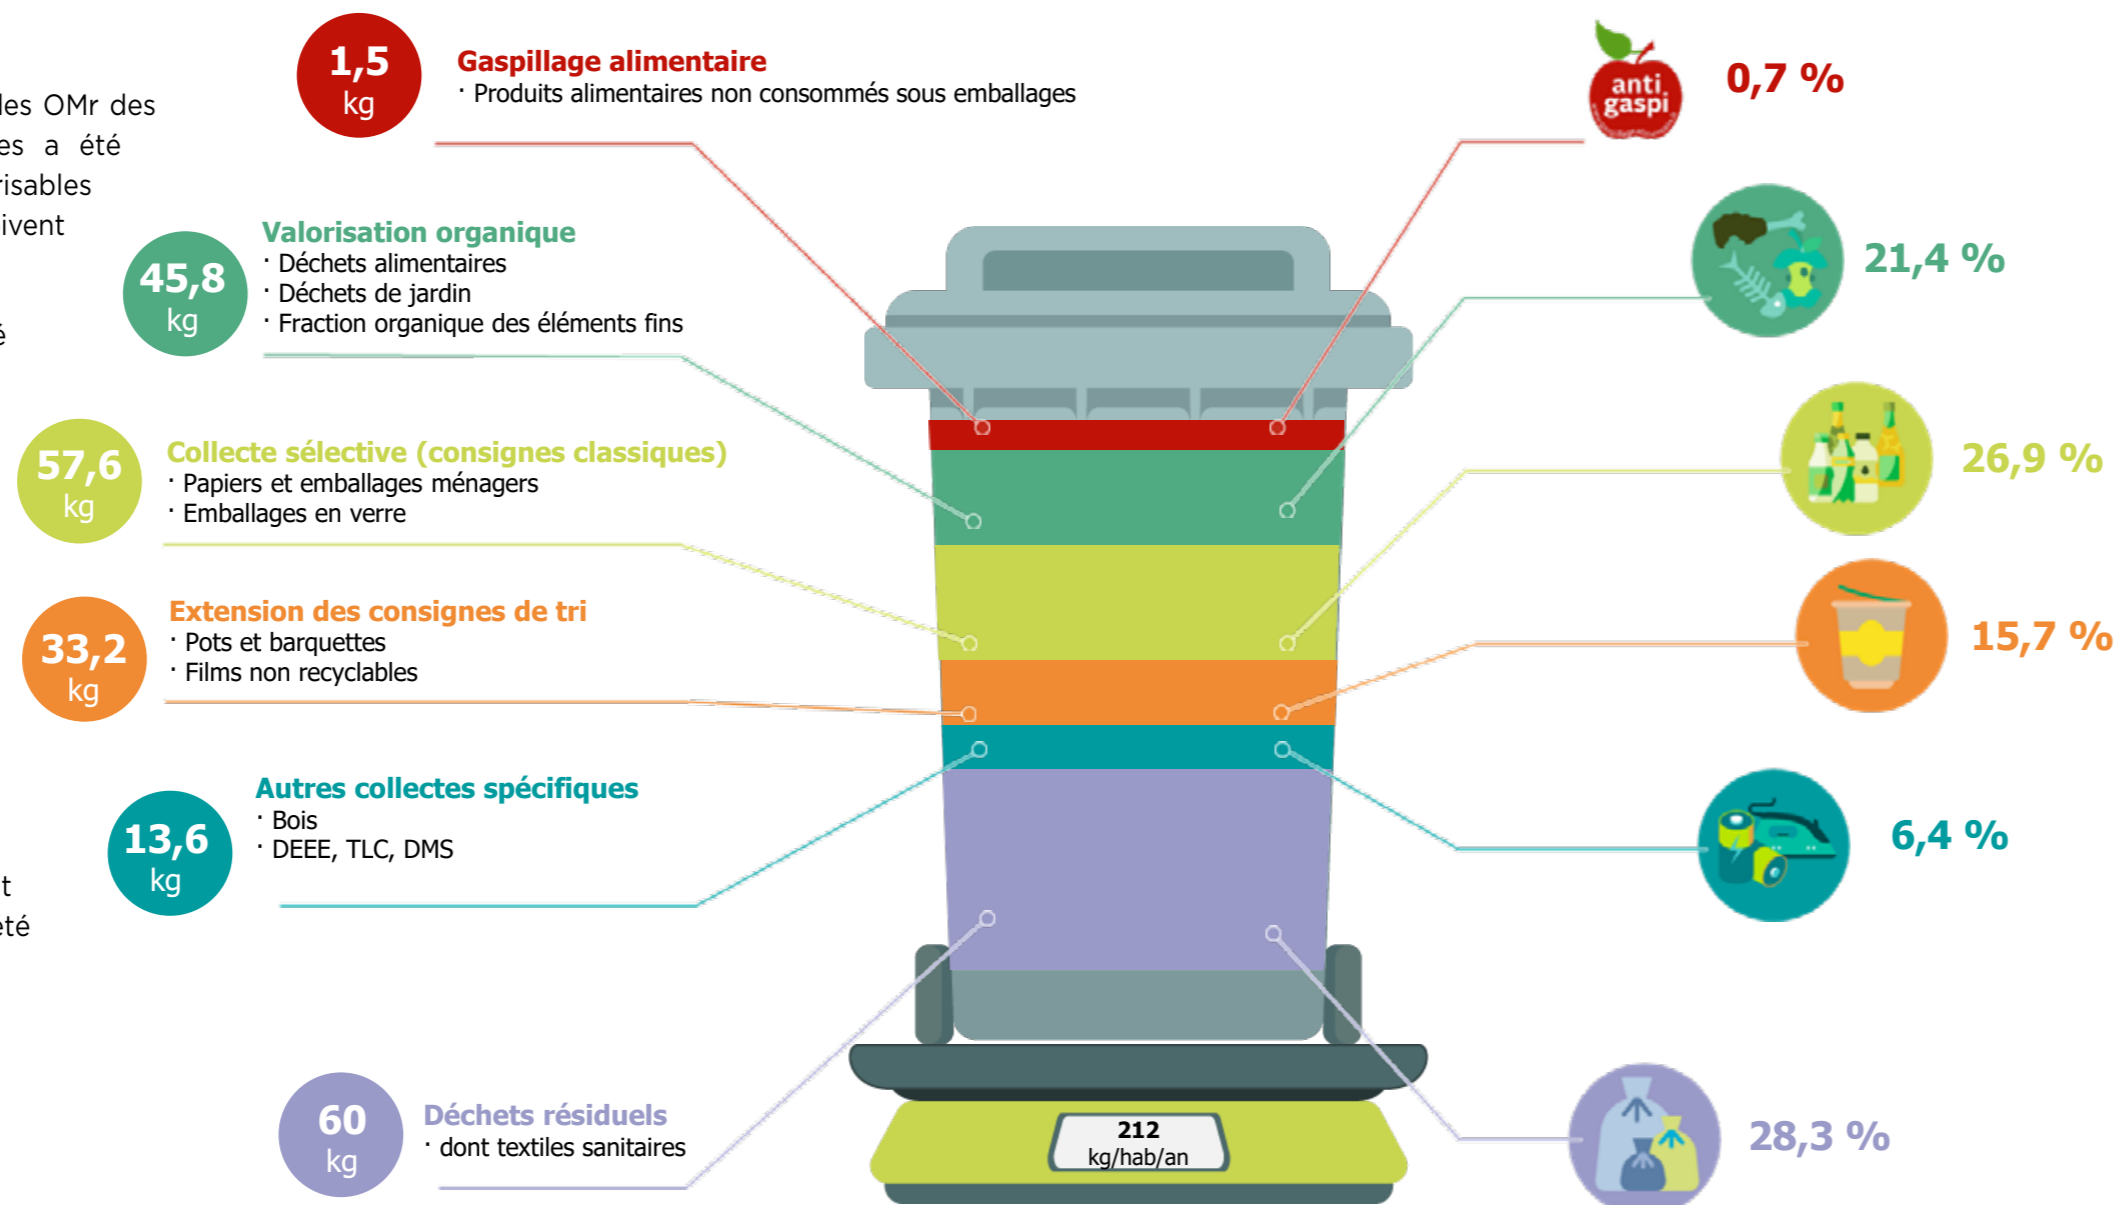 les OMr des
es a été
risables
ivent
é
t
été
1,5
kg
Gaspillage alimentaire
· Produits alimentaires non consommés sous emballages
anti
gaspi
0,7 %
45,8
kg
Valorisation organique
· Déchets alimentaires
· Déchets de jardin
· Fraction organique des éléments fins
21,4 %
57,6
kg
Collecte sélective (consignes classiques)
· Papiers et emballages ménagers
· Emballages en verre
26,9 %
33,2
kg
Extension des consignes de tri
· Pots et barquettes
· Films non recyclables
15,7 %
13,6
kg
Autres collectes spécifiques
· Bois
· DEEE, TLC, DMS
6,4 %
60
kg
Déchets résiduels
· dont textiles sanitaires
28,3 %
212
kg/hab/an